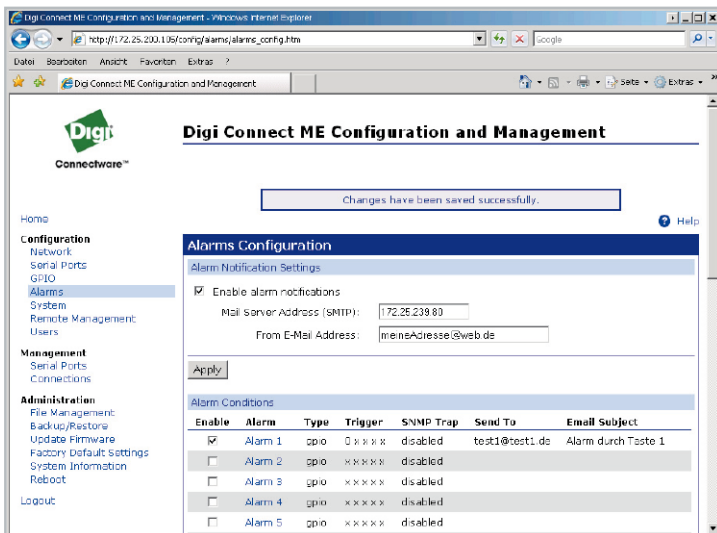 Digi Connect ME Configuration and Management - Windows Internet Explorer
http://172.25.200.105/config/alarms/alarms_config.htm
Google
Datei Bearbeiten Ansicht Favoriten Extras ?
Digi Connect ME Configuration and Management
Seite Extras
Digi
Connectware™
Digi Connect ME Configuration and Management
Changes have been saved successfully.
Home
Help
Configuration
Network
Serial Ports
GPIO
Alarms
System
Remote Management
Users
Management
Serial Ports
Connections
Administration
File Management
Backup/Restore
Update Firmware
Factory Default Settings
System Information
Reboot
Logout
Alarms Configuration
Alarm Notification Settings
Enable alarm notifications
Mail Server Address (SMTP): 172.25.239.80
From E-Mail Address: meineAdresse@web.de
Apply
Alarm Conditions
Enable Alarm Type Trigger SNMP Trap Send To Email Subject
Alarm 1 gpio 0 x x x x disabled test1@test1.de Alarm durch Taste 1
Alarm 2 gpio x x x x x disabled
Alarm 3 gpio x x x x x disabled
Alarm 4 gpio x x x x x disabled
Alarm 5 gpio x x x x x disabled